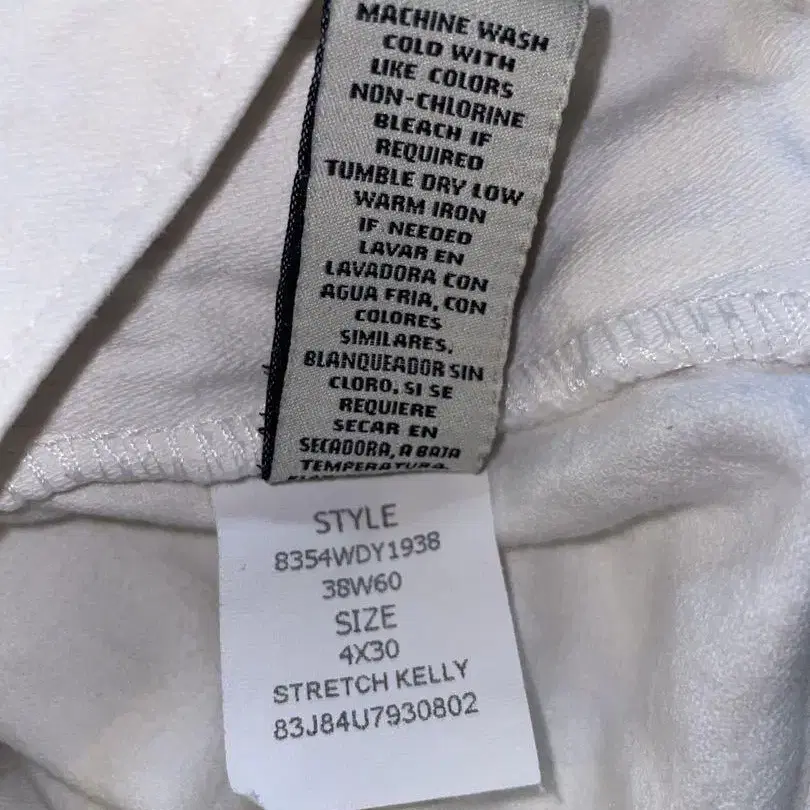 MACHINE WASH
COLD WITH
LIKE COLORS
NON-CHLORINE
BLEACH IF
REQUIRED
TUMBLE DRY LOW
WARM IRON
IF NEEDED
LAVAR EN
LAVADORA CON
AGUA FRIA, CON
COLORES
SIMILARES,
BLANQUEADOR SIN
CLORO, SI SE
REQUIERE
SECAR EN
SECADORA, A BAJA
TEMPERATURA.
STYLE
8354WDY1938
38W60
SIZE
4X30
STRETCH KELLY
83J84U7930802